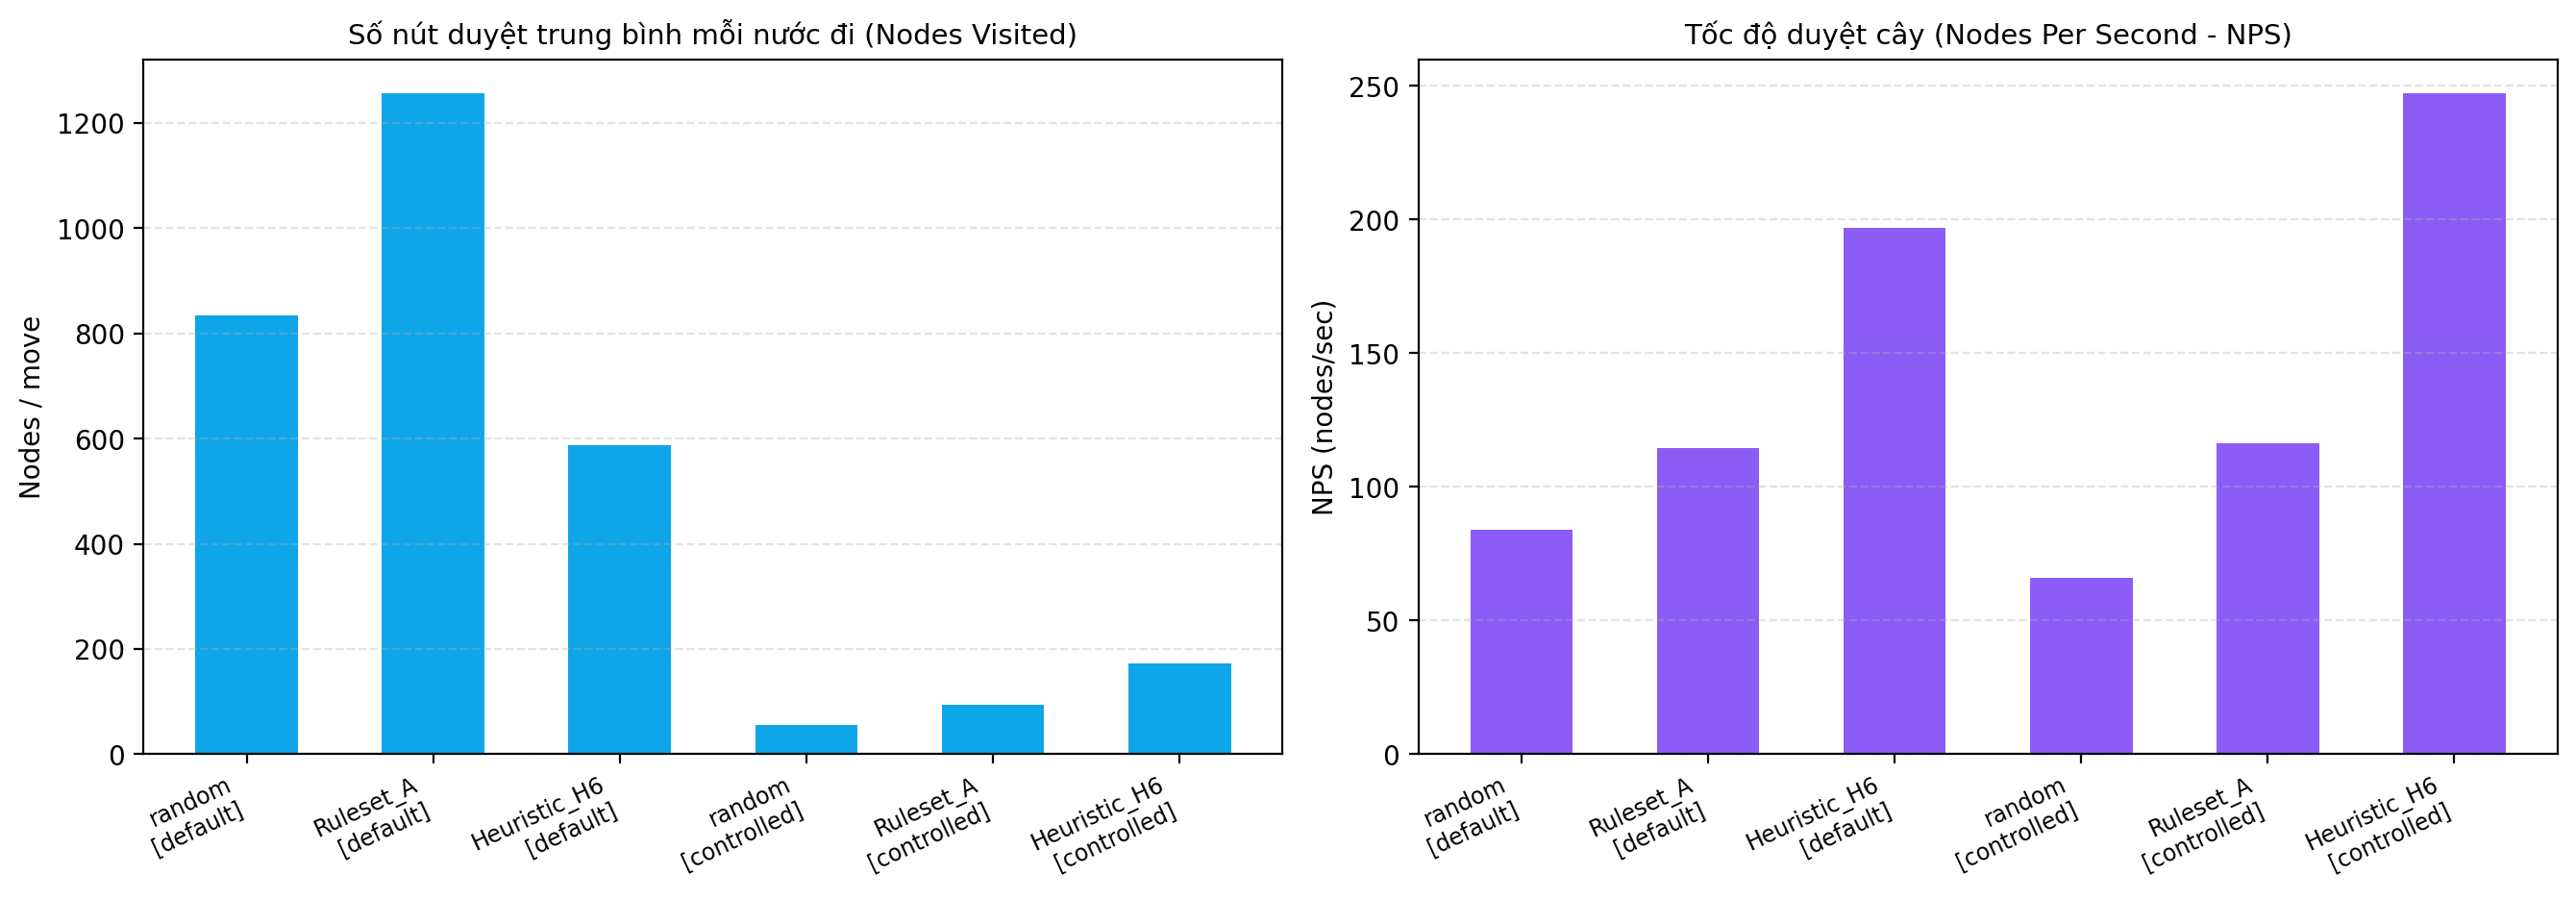 Số nút duyệt trung bình mỗi nước đi (Nodes Visited)
Nodes / move
1200
1000
800
600
400
200
0
random
[default]
Ruleset_A
[default]
Heuristic_H6
[default]
random
[controlled]
Ruleset_A
[controlled]
Heuristic_H6
[controlled]
Tốc độ duyệt cây (Nodes Per Second - NPS)
NPS (nodes/sec)
250
200
150
100
50
0
random
[default]
Ruleset_A
[default]
Heuristic_H6
[default]
random
[controlled]
Ruleset_A
[controlled]
Heuristic_H6
[controlled]